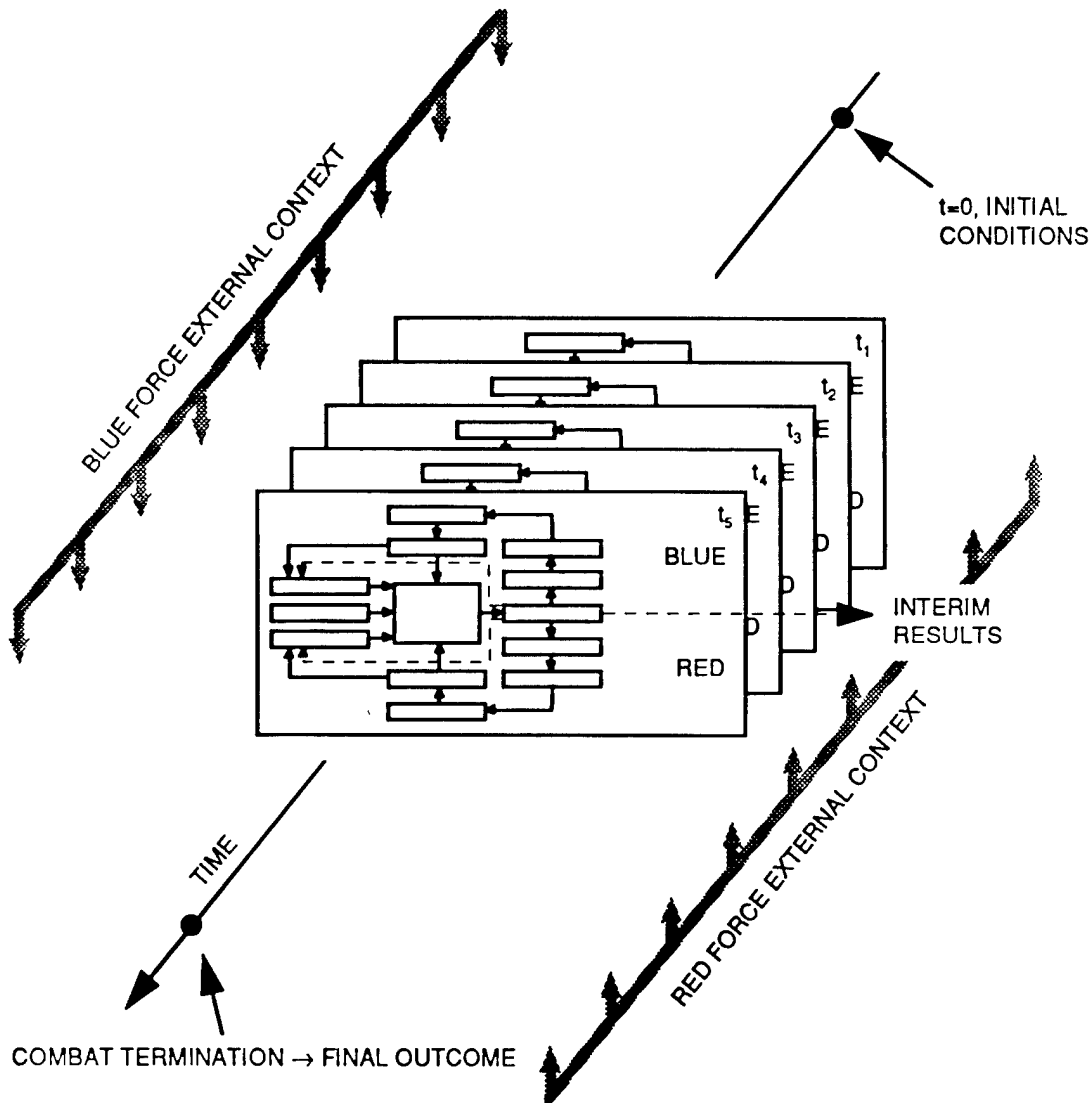 BLUE FORCE EXTERNAL CONTEXT
t=0, INITIAL
CONDITIONS
t1
t2 E
t3 E
t4 E
t5 E
BLUE
D
D
D
D
INTERIM
RESULTS
RED
RED FORCE EXTERNAL CONTEXT
TIME
COMBAT TERMINATION → FINAL OUTCOME